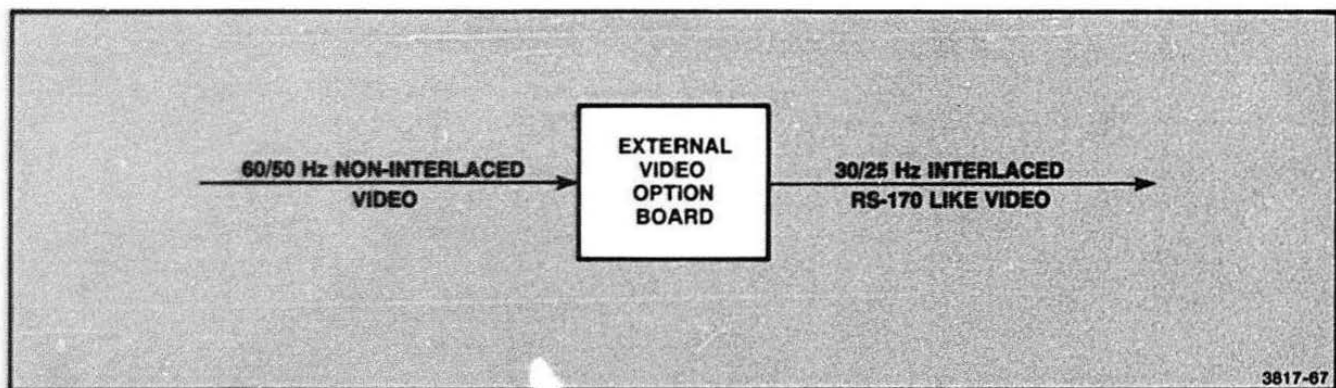 60/50 Hz NON-INTERLACED
VIDEO
EXTERNAL
VIDEO
OPTION
BOARD
30/25 Hz INTERLACED
RS-170 LIKE VIDEO
3817-67